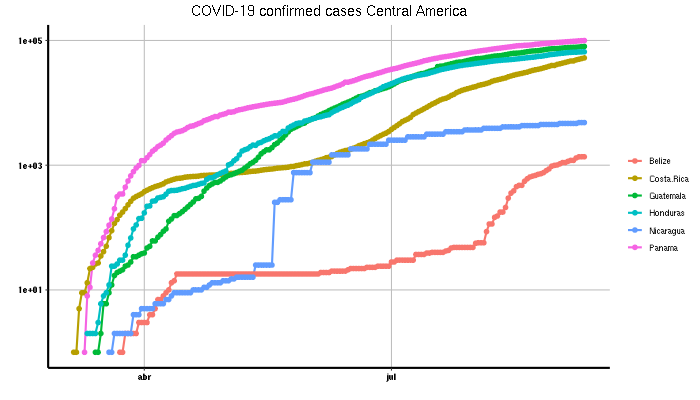 COVID-19 confirmed cases Central America
1e+05
1e+03
1e+01
abr
jul
Belize
Costa.Rica
Guatemala
Honduras
Nicaragua
Panama